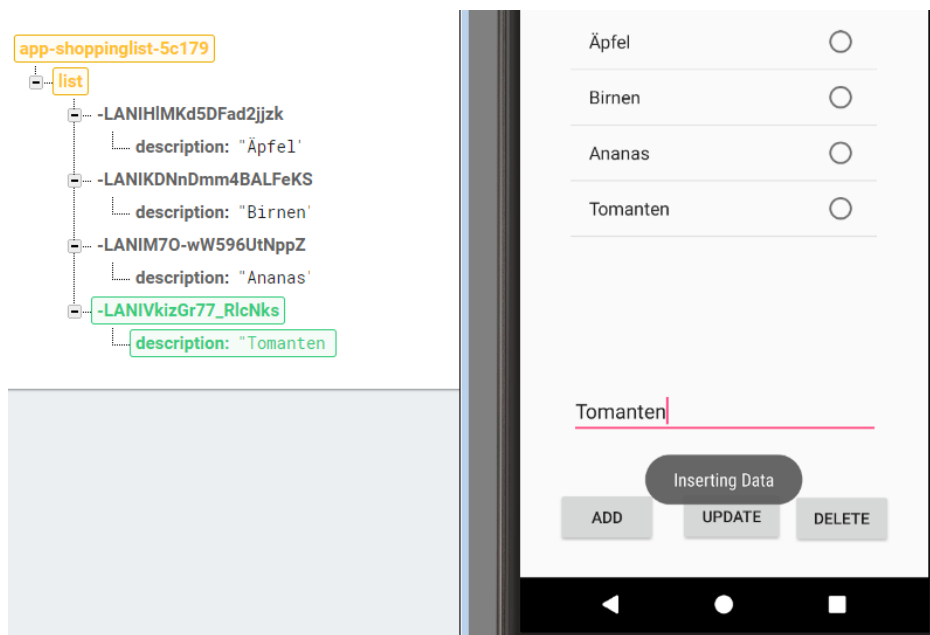 app-shoppinglist-5c179
list
-LANIHlMKd5DFad2jjzk
description: "Äpfel"
-LANIKDNnDmm4BALFeKS
description: "Birnen"
-LANIM7O-wW596UtNppZ
description: "Ananas"
-LANIVkizGr77_RlcNks
description: "Tomanten
Äpfel
Birnen
Ananas
Tomanten
Tomanten
Inserting Data
ADD UPDATE DELETE